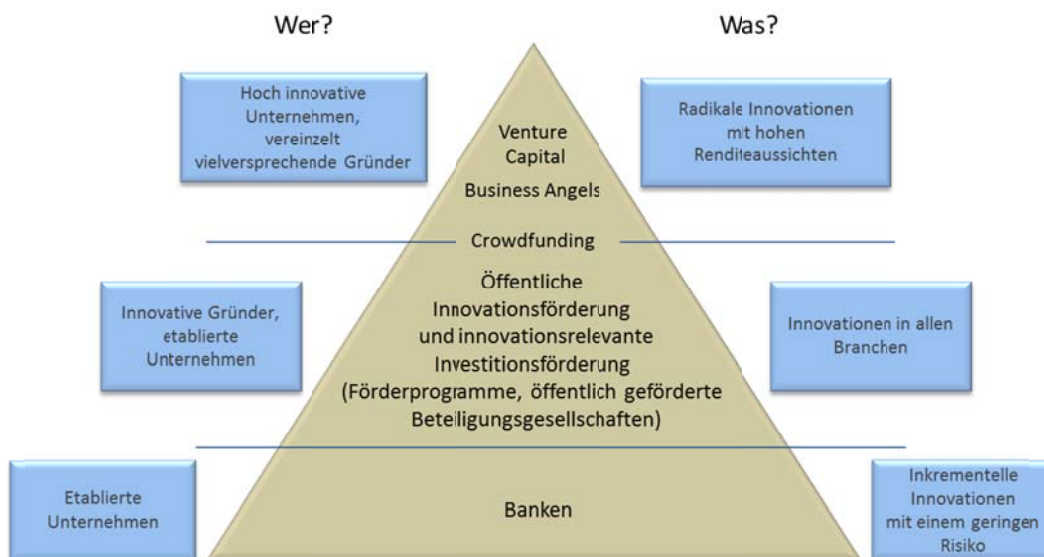 Wer?
Was?
Hoch innovative
Unternehmen,
vereinzelt
vielversprechende Gründer
Venture
Capital
Business Angels
Radikale Innovationen
mit hohen
Renditeaussichten
Crowdfunding
Innovative Gründer,
etablierte
Unternehmen
Öffentliche
Innovationsförderung
und innovationsrelevante
Investitionsförderung
(Förderprogramme, öffentlich geförderte
Beteiligungsgesellschaften)
Innovationen in allen
Branchen
Etablierte
Unternehmen
Banken
Inkrementelle
Innovationen
mit einem geringen
Risiko